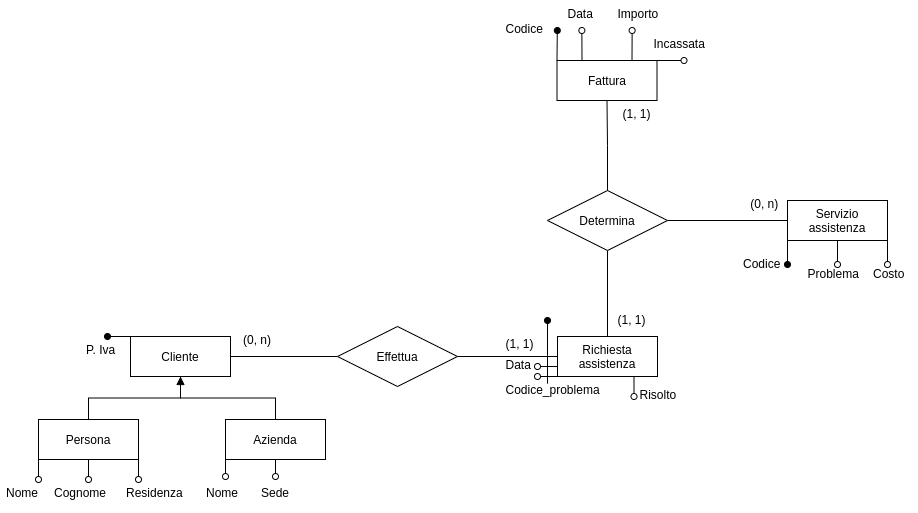 Data
Importo
Codice
Incassata
Fattura
(1, 1)
(0, n)
Servizio
assistenza
Determina
Codice
Problema
Costo
(1, 1)
(0, n)
(1, 1)
P. Iva
Cliente
Effettua
Richiesta
assistenza
Data
Codice_problema
Risolto
Persona
Azienda
Nome
Cognome
Residenza
Nome
Sede